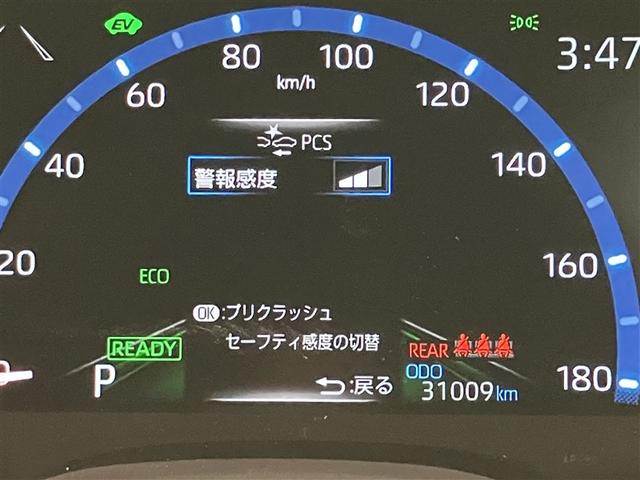 EV
3:47
80
100
km/h
60
120
PCS
40
140
警報感度
20
160
ECO
OK:プリクラッシュ
セーフティ感度の切替
READY
REAR
P
ODO
:戻る
31009km
180